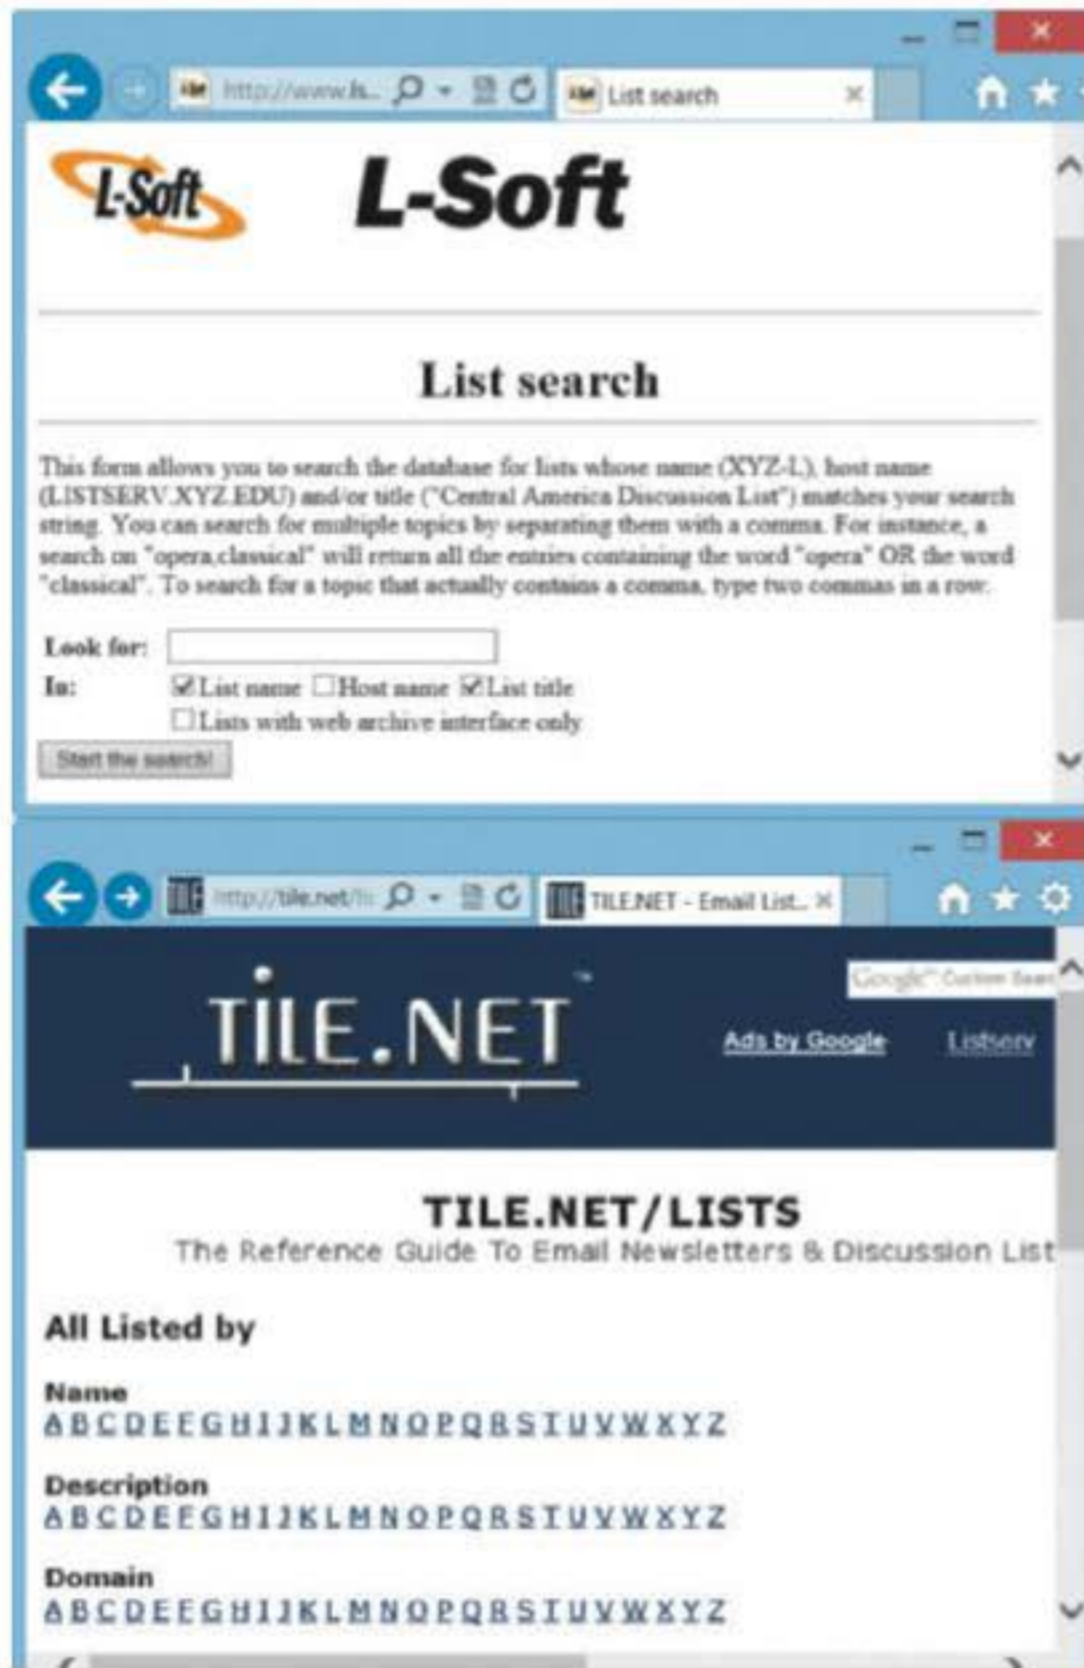 http://www.ls...
List search
L-Soft
L-Soft
List search
This form allows you to search the database for lists whose name (XYZ-L), host name
(LISTSERV.XYZ.EDU) and/or title ("Central America Discussion List") matches your search
string. You can search for multiple topics by separating them with a comma. For instance, a
search on "opera,classical" will return all the entries containing the word "opera" OR the word
"classical". To search for a topic that actually contains a comma, type two commas in a row.
Look for:
In: List name Host name List title
Lists with web archive interface only
Start the search!
http://tile.net/lis
TILE.NET - Email List...
TILE.NET
Google™ Custom Sear
Ads by Google Listserv
TILE.NET/LISTS
The Reference Guide To Email Newsletters & Discussion List
All Listed by
Name
A B C D E F G H I J K L M N O P Q R S T U V W X Y Z
Description
A B C D E F G H I J K L M N O P Q R S T U V W X Y Z
Domain
A B C D E F G H I J K L M N O P Q R S T U V W X Y Z